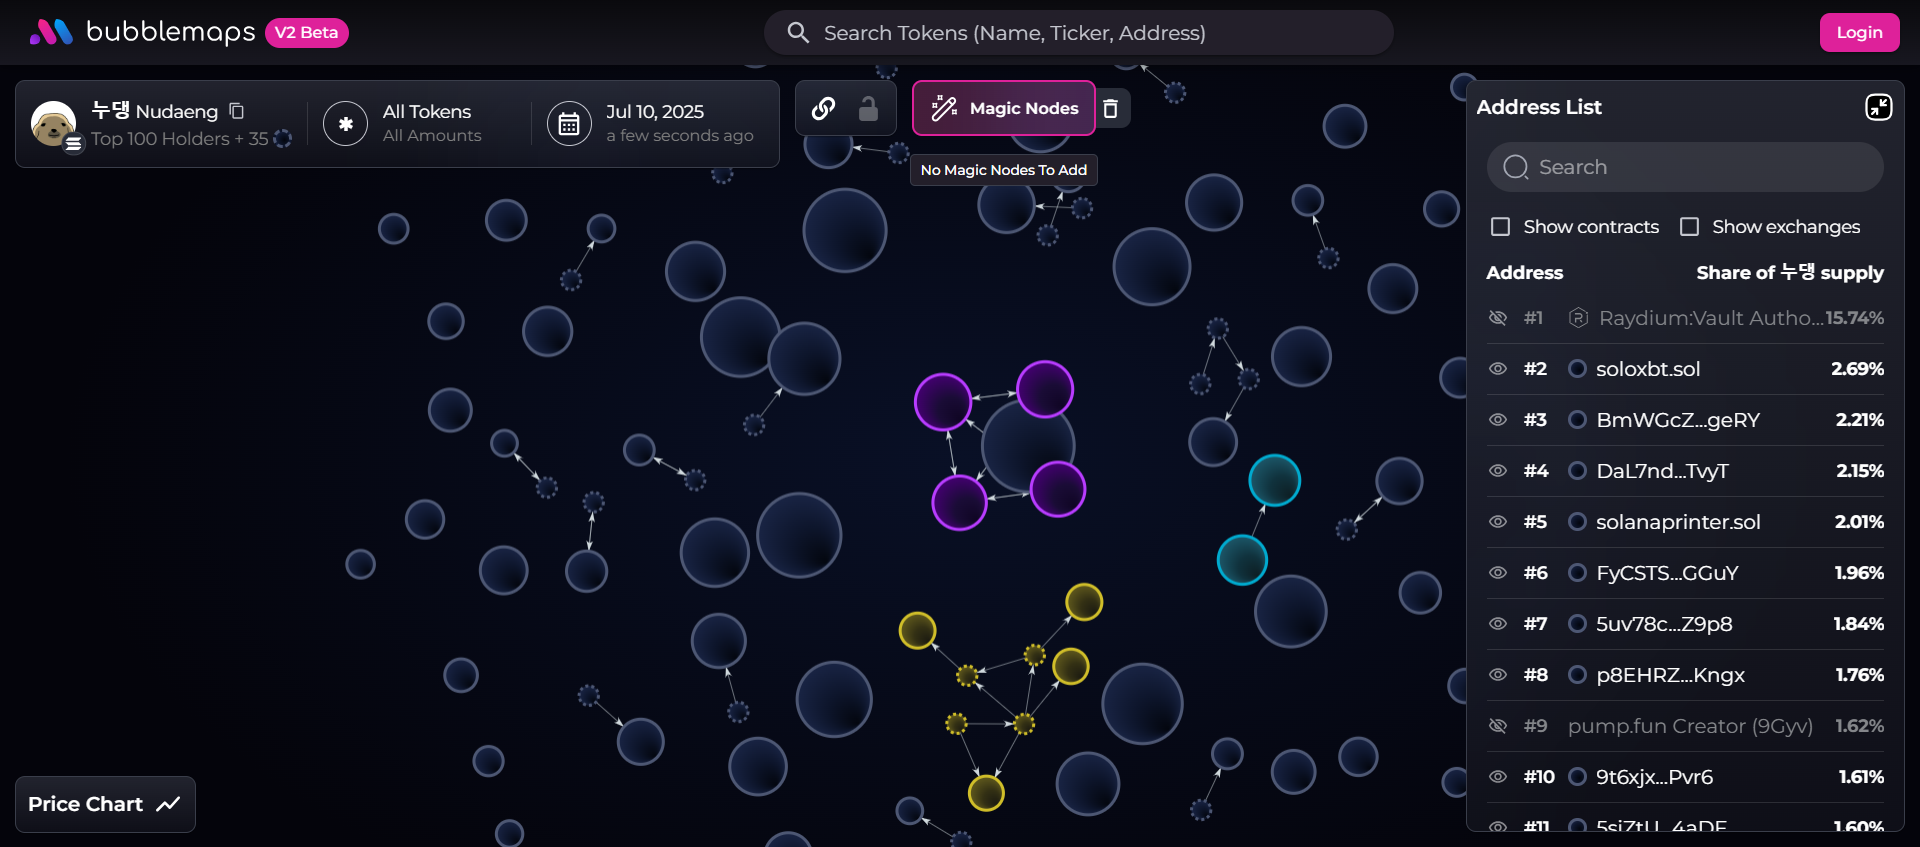 bubblemaps V2 Beta
Search Tokens (Name, Ticker, Address)
Login
누댕 Nudaeng
Top 100 Holders + 35
All Tokens
All Amounts
Jul 10, 2025
a few seconds ago
Magic Nodes
No Magic Nodes To Add
Address List
Search
Show contracts
Show exchanges
Address Share of 누댕 supply
#1 Raydium:Vault Autho... 15.74%
#2 soloxbt.sol 2.69%
#3 BmWGcZ...geRY 2.21%
#4 DaL7nd...TvyT 2.15%
#5 solanaprinter.sol 2.01%
#6 FyCSTS...GGuY 1.96%
#7 5uv78c...Z9p8 1.84%
#8 p8EHRZ...Kngx 1.76%
#9 pump.fun Creator (9Gyv) 1.62%
#10 9t6xjx...Pvr6 1.61%
#11 1.60%
Price Chart